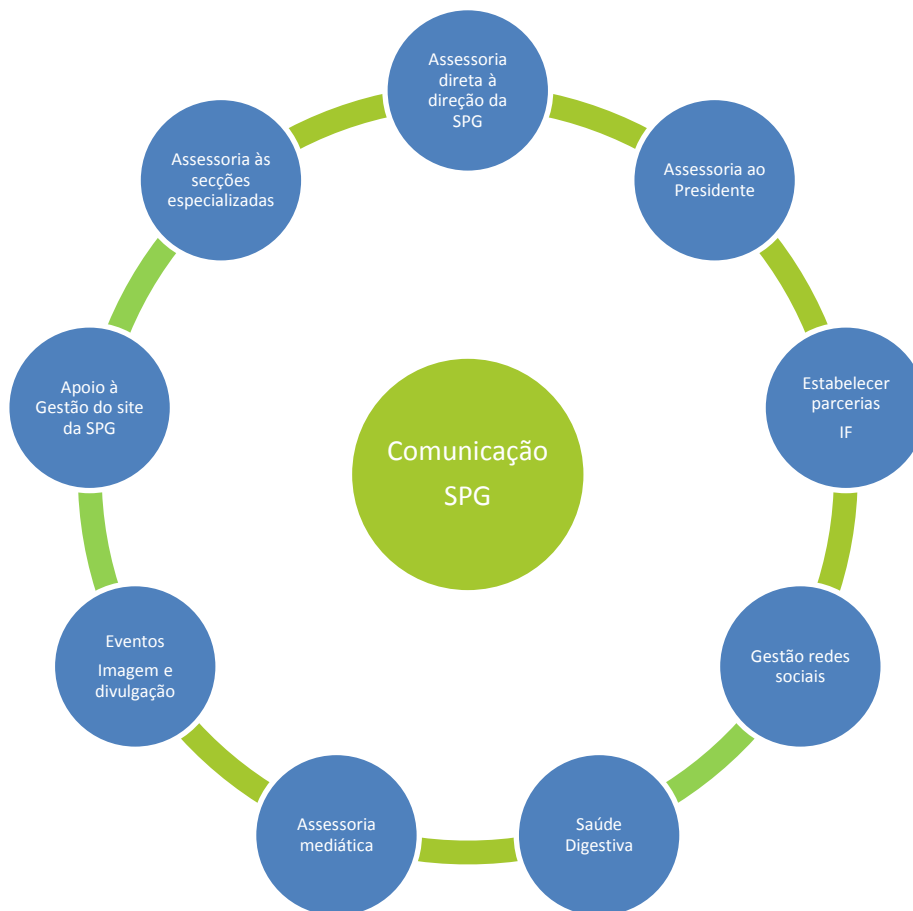 Assessoria
direta à
direção da
SPG
Assessoria ao
Presidente
Estabelecer
parcerias
IF
Gestão redes
sociais
Saúde
Digestiva
Assessoria
mediática
Eventos
Imagem e
divulgação
Apoio à
Gestão do site
da SPG
Assessoria às
secções
especializadas
Comunicação
SPG